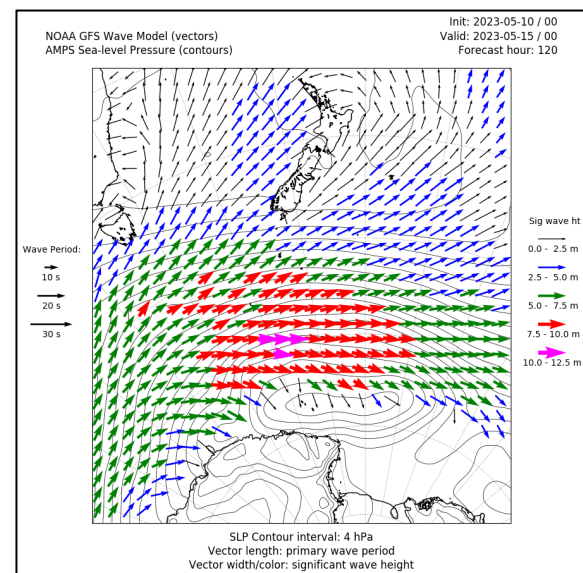 NOAA GFS Wave Model (vectors)
AMPS Sea-level Pressure (contours)
Init: 2023-05-10 / 00
Valid: 2023-05-15 / 00
Forecast hour: 120
Wave Period:
10 s
20 s
30 s
Sig wave ht
0.0 - 2.5 m
2.5 - 5.0 m
5.0 - 7.5 m
7.5 - 10.0 m
10.0 - 12.5 m
SLP Contour interval: 4 hPa
Vector length: primary wave period
Vector width/color: significant wave height